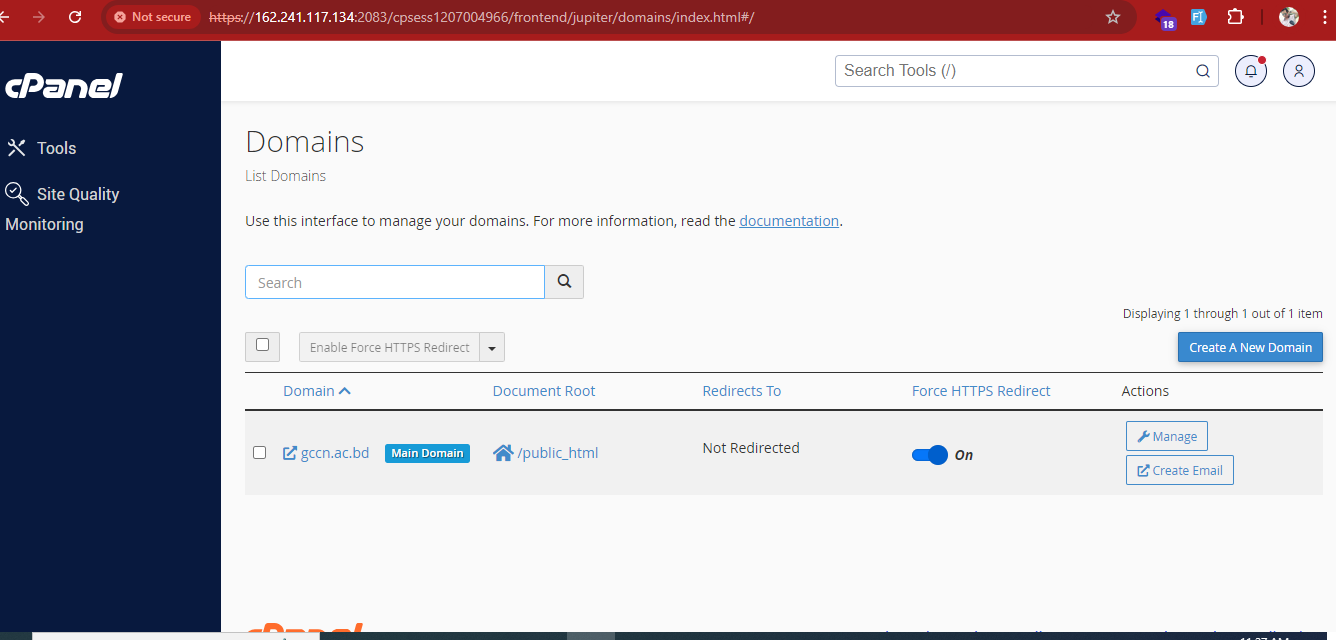 Not secure https://162.241.117.134:2083/cpsess1207004966/frontend/jupiter/domains/index.html#/
18
cPanel
Search Tools (/)
Tools
Site Quality
Monitoring
Domains
List Domains
Use this interface to manage your domains. For more information, read the documentation.
Search
Displaying 1 through 1 out of 1 item
Enable Force HTTPS Redirect
Create A New Domain
Domain Document Root Redirects To Force HTTPS Redirect Actions
gccn.ac.bd Main Domain /public_html Not Redirected On Manage
Create Email
cPanel